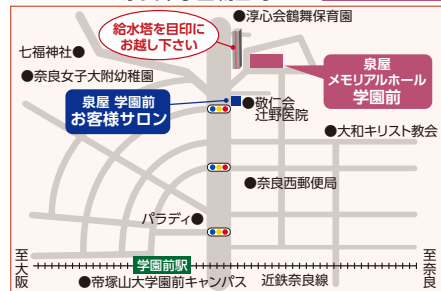 ●淳心会鶴舞保育園
給水塔を目印に
お越し下さい
七福神社●
●奈良女子大附幼稚園
泉屋
メモリアルホール
学園前
泉屋 学園前
お客様サロン
●敬仁会
辻野医院
●大和キリスト教会
●奈良西郵便局
パラディ●
至大阪
学園前駅
至奈良
●帝塚山大学園前キャンパス
近鉄奈良線